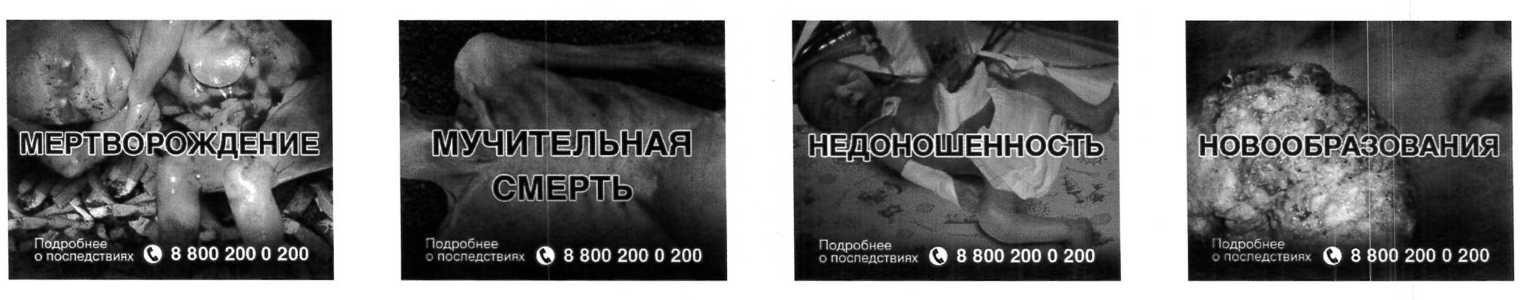 МЕРТВОРОЖДЕНИЕ
Подробнее
о последствиях 8 800 200 0 200
МУЧИТЕЛЬНАЯ
СМЕРТЬ
Подробнее
о последствиях 8 800 200 0 200
НЕДОНОШЕННОСТЬ
Подробнее
о последствиях 8 800 200 0 200
НОВООБРАЗОВАНИЯ
Подробнее
о последствиях 8 800 200 0 200